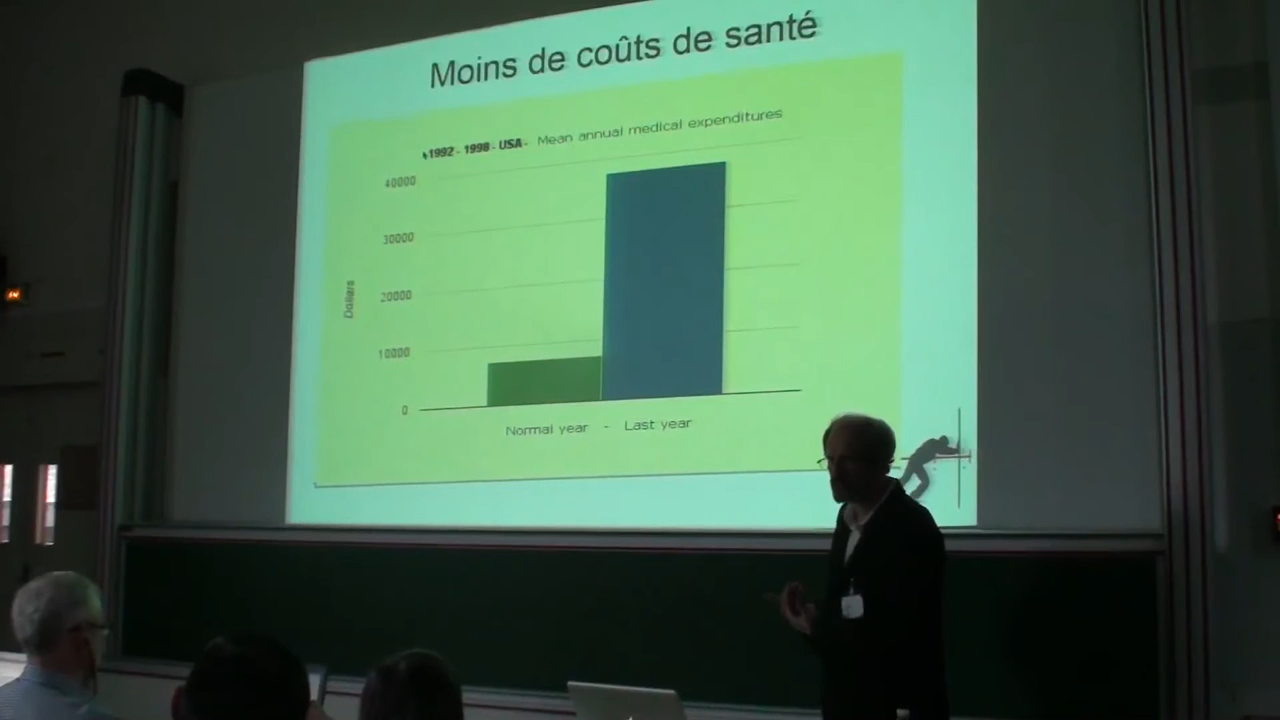 Moins de coûts de santé
1992 - 1998 - USA - Mean annual medical expenditures
40000
30000
20000
10000
0
Dollars
Normal year - Last year